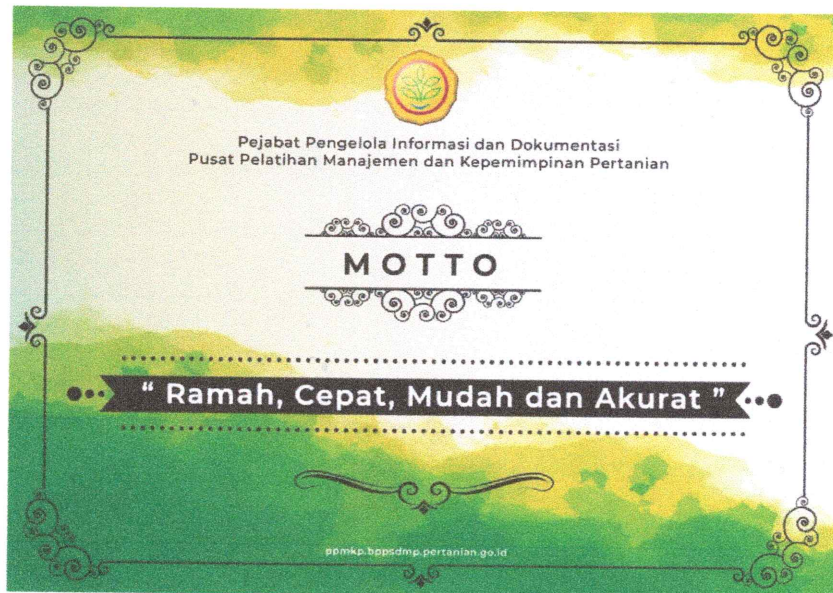 Pejabat Pengelola Informasi dan Dokumentasi
Pusat Pelatihan Manajemen dan Kepemimpinan Pertanian
MOTTO
“ Ramah, Cepat, Mudah dan Akurat ”
ppmkp.bppsdmp.pertanian.go.id